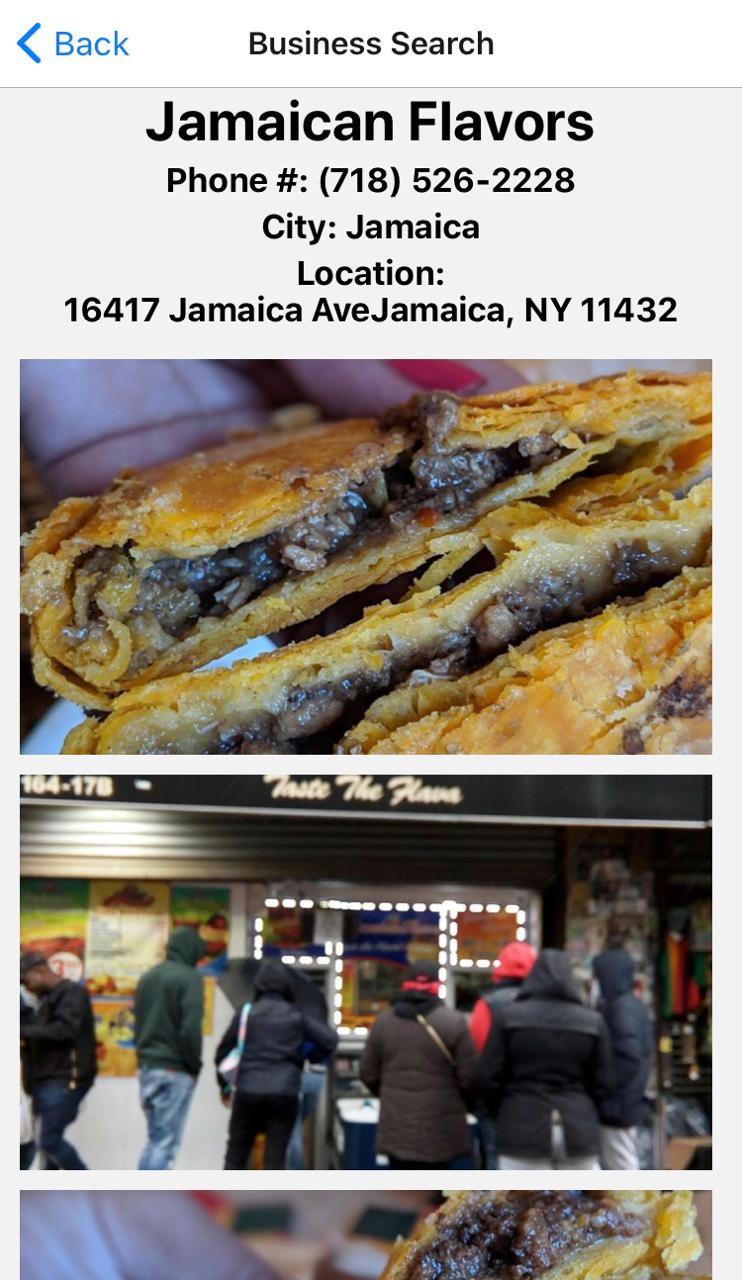 Back
Business Search
Jamaican Flavors
Phone #: (718) 526-2228
City: Jamaica
Location:
16417 Jamaica AveJamaica, NY 11432
164-17B
Taste The Flava